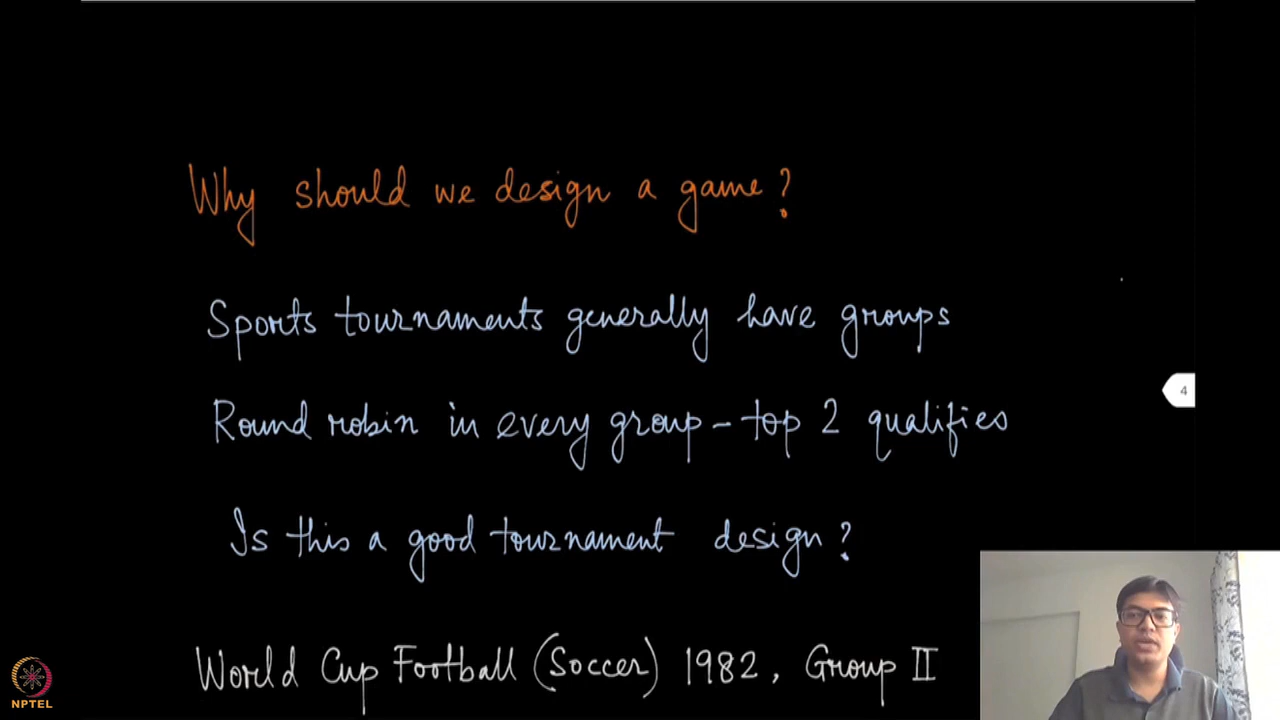 Why should we design a game?
Sports tournaments generally have groups
4
Round robin in every group - top 2 qualifies
Is this a good tournament design?
World Cup Football (Soccer) 1982, Group II
NPTEL